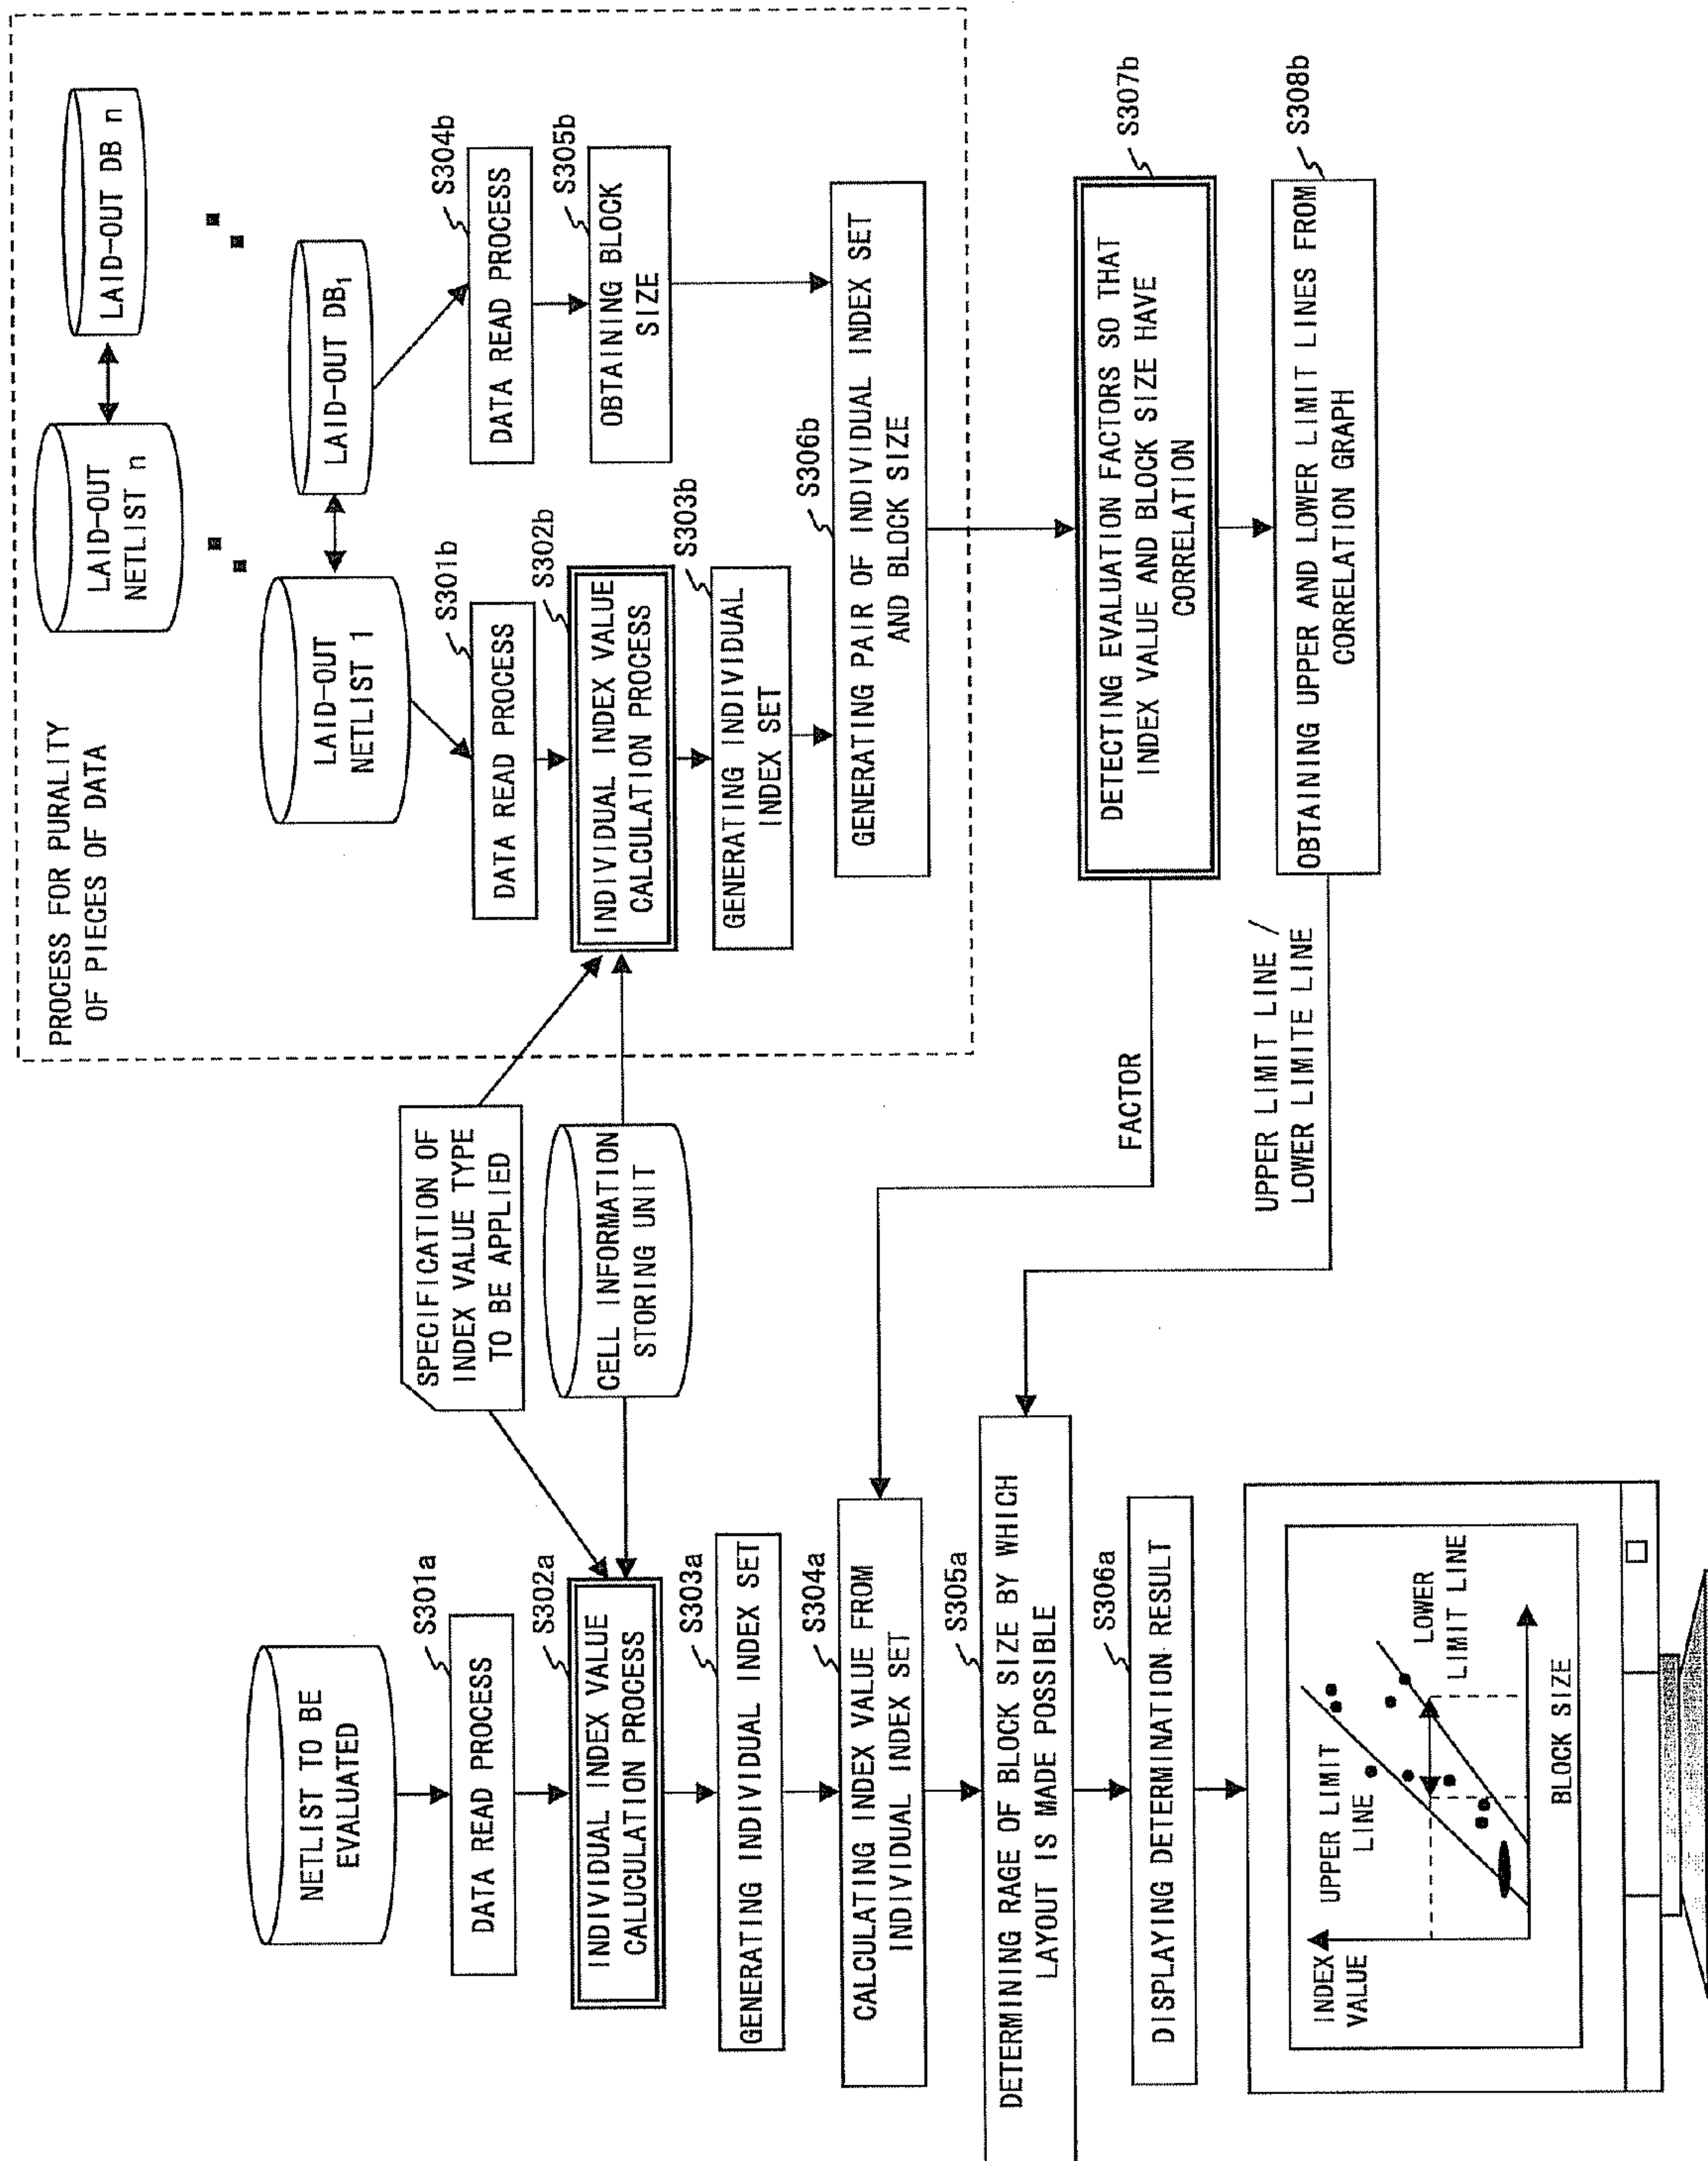 NETLIST TO BE
EVALUATED
S301a
DATA READ PROCESS
S302a
INDIVIDUAL INDEX VALUE
CALUCULATION PROCESS
S303a
GENERATING INDIVIDUAL INDEX SET
S304a
CALCULATING INDEX VALUE FROM
INDIVIDUAL INDEX SET
S305a
DETERMINING RAGE OF BLOCK SIZE BY WHICH
LAYOUT IS MADE POSSIBLE
S306a
DISPLAYING DETERMINATION RESULT
INDEX
VALUE
UPPER LIMIT
LINE
LOWER
LIMIT LINE
BLOCK SIZE
SPECIFICATION OF
INDEX VALUE TYPE
TO BE APPLIED
CELL INFORMATION
STORING UNIT
FACTOR
UPPER LIMIT LINE /
LOWER LIMITE LINE
PROCESS FOR PURALITY
OF PIECES OF DATA
LAID-OUT
NETLIST n
LAID-OUT DB n
LAID-OUT
NETLIST 1
LAID-OUT DB1
S301b
DATA READ PROCESS
S302b
INDIVIDUAL INDEX VALUE
CALCULATION PROCESS
S303b
GENERATING INDIVIDUAL
INDEX SET
S304b
DATA READ PROCESS
S305b
OBTAINING BLOCK
SIZE
S306b
GENERATING PAIR OF INDIVIDUAL INDEX SET
AND BLOCK SIZE
S307b
DETECTING EVALUATION FACTORS SO THAT
INDEX VALUE AND BLOCK SIZE HAVE
CORRELATION
S308b
OBTAINING UPPER AND LOWER LIMIT LINES FROM
CORRELATION GRAPH